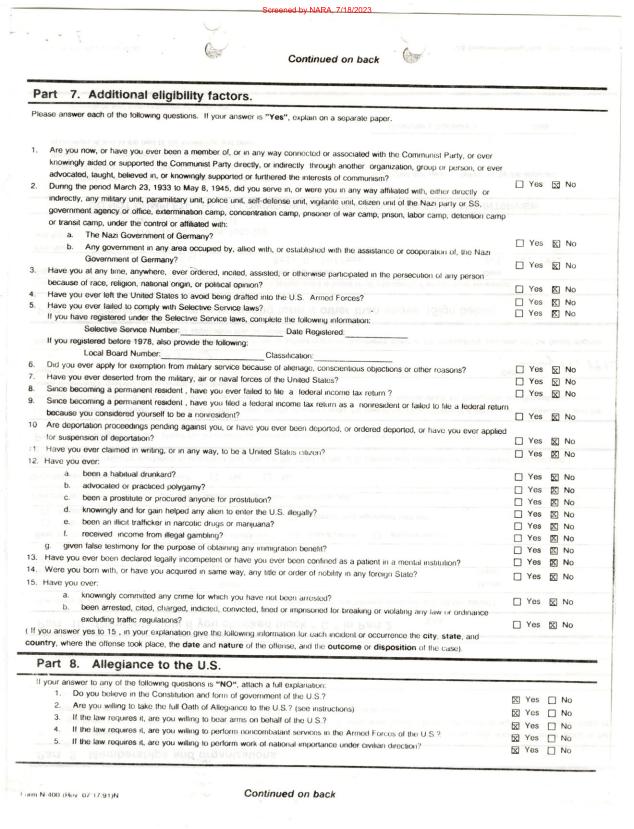 Screened by NARA, 7/18/2023
Continued on back
Part 7. Additional eligibility factors.
Please answer each of the following questions. If your answer is "Yes", explain on a separate paper.
1. Are you now, or have you ever been a member of, or in any way connected or associated with the Communist Party, or ever
knowingly aided or supported the Communist Party directly, or indirectly through another organization, group or person, or ever
advocated, taught, believed in, or knowingly supported or furthered the interests of communism? ☐ Yes ☒ No
2. During the period March 23, 1933 to May 8, 1945, did you serve in, or were you in any way affiliated with, either directly or
indirectly, any military unit, paramilitary unit, police unit, self-defense unit, vigilante unit, citizen unit of the Nazi party or SS,
government agency or office, extermination camp, concentration camp, prisoner of war camp, prison, labor camp, detention camp
or transit camp, under the control or affiliated with:
a. The Nazi Government of Germany? ☐ Yes ☒ No
b. Any government in any area occupied by, allied with, or established with the assistance or cooperation of, the Nazi
Government of Germany? ☐ Yes ☒ No
3. Have you at any time, anywhere, ever ordered, incited, assisted, or otherwise participated in the persecution of any person
because of race, religion, national origin, or political opinion? ☐ Yes ☒ No
4. Have you ever left the United States to avoid being drafted into the U.S. Armed Forces? ☐ Yes ☒ No
5. Have you ever failed to comply with Selective Service laws? ☐ Yes ☒ No
If you have registered under the Selective Service laws, complete the following information:
Selective Service Number: Date Registered:
If you registered before 1978, also provide the following:
Local Board Number: Classification:
6. Did you ever apply for exemption from military service because of alienage, conscientious objections or other reasons? ☐ Yes ☒ No
7. Have you ever deserted from the military, air or naval forces of the United States? ☐ Yes ☒ No
8. Since becoming a permanent resident , have you ever failed to file a federal income tax return ? ☐ Yes ☒ No
9. Since becoming a permanent resident , have you filed a federal income tax return as a nonresident or failed to file a federal return
because you considered yourself to be a nonresident? ☐ Yes ☒ No
10 Are deportation proceedings pending against you, or have you ever been deported, or ordered deported, or have you ever applied
for suspension of deportation? ☐ Yes ☒ No
11. Have you ever claimed in writing, or in any way, to be a United States citizen? ☐ Yes ☒ No
12. Have you ever:
a. been a habitual drunkard? ☐ Yes ☒ No
b. advocated or practiced polygamy? ☐ Yes ☒ No
c. been a prostitute or procured anyone for prostitution? ☐ Yes ☒ No
d. knowingly and for gain helped any alien to enter the U.S. illegally? ☐ Yes ☒ No
e. been an illicit trafficker in narcotic drugs or marijuana? ☐ Yes ☒ No
f. received income from illegal gambling? ☐ Yes ☒ No
g. given false testimony for the purpose of obtaining any immigration benefit? ☐ Yes ☒ No
13. Have you ever been declared legally incompetent or have you ever been confined as a patient in a mental institution? ☐ Yes ☒ No
14. Were you born with, or have you acquired in same way, any title or order of nobility in any foreign State? ☐ Yes ☒ No
15. Have you ever:
a. knowingly committed any crime for which you have not been arrested? ☐ Yes ☒ No
b. been arrested, cited, charged, indicted, convicted, fined or imprisoned for breaking or violating any law or ordinance
excluding traffic regulations? ☐ Yes ☒ No
( If you answer yes to 15 , in your explanation give the following information for each incident or occurrence the city, state, and
country, where the offense took place, the date and nature of the offense, and the outcome or disposition of the case).
Part 8. Allegiance to the U.S.
If your answer to any of the following questions is "NO", attach a full explanation:
1. Do you believe in the Constitution and form of government of the U.S.? ☒ Yes ☐ No
2. Are you willing to take the full Oath of Allegiance to the U.S.? (see instructions) ☒ Yes ☐ No
3. If the law requires it, are you willing to bear arms on behalf of the U.S.? ☒ Yes ☐ No
4. If the law requires it, are you willing to perform noncombatant services in the Armed Forces of the U.S.? ☒ Yes ☐ No
5. If the law requires it, are you willing to perform work of national importance under civilian direction? ☒ Yes ☐ No
Form N-400 (Rev. 07/17/91)N
Continued on back